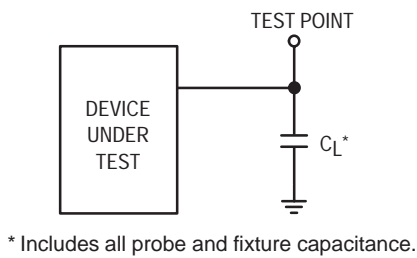 TEST POINT
DEVICE
UNDER
TEST
CL*
* Includes all probe and fixture capacitance.